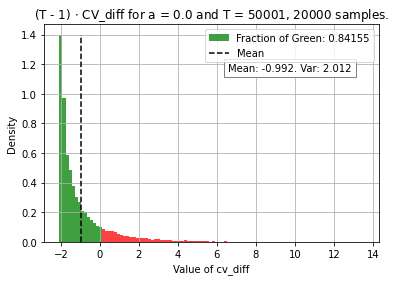 (T - 1) · CV_diff for a = 0.0 and T = 50001, 20000 samples.
Fraction of Green: 0.84155
Mean
Mean: -0.992. Var: 2.012
Density
1.4
1.2
1.0
0.8
0.6
0.4
0.2
0.0
−2 0 2 4 6 8 10 12 14
Value of cv_diff